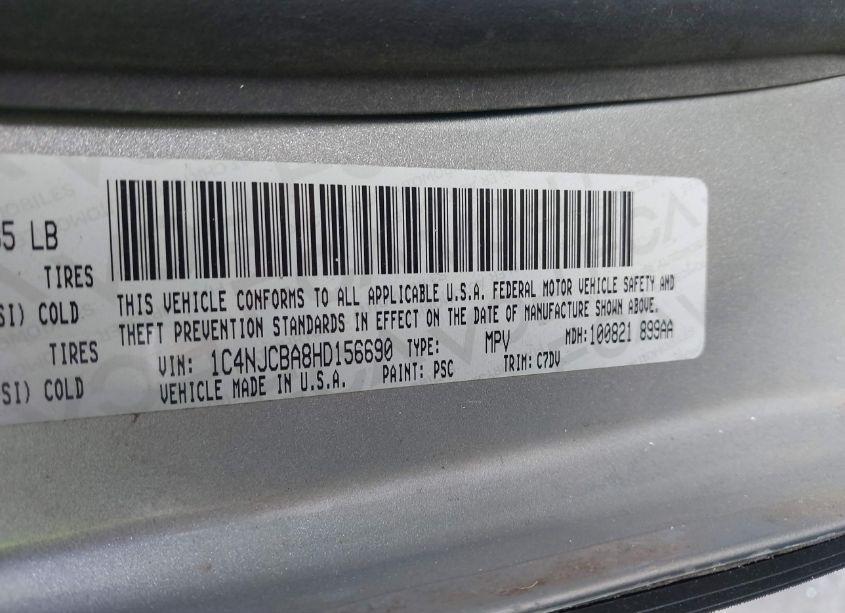 5 LB
TIRES
SI) COLD
TIRES
SI) COLD
THIS VEHICLE CONFORMS TO ALL APPLICABLE U.S.A. FEDERAL MOTOR VEHICLE SAFETY AND
THEFT PREVENTION STANDARDS IN EFFECT ON THE DATE OF MANUFACTURE SHOWN ABOVE.
VIN: 1C4NJCBA8HD156690 TYPE: MPV MDH:100821 899AA
VEHICLE MADE IN U.S.A. PAINT: PSC TRIM: C7DV